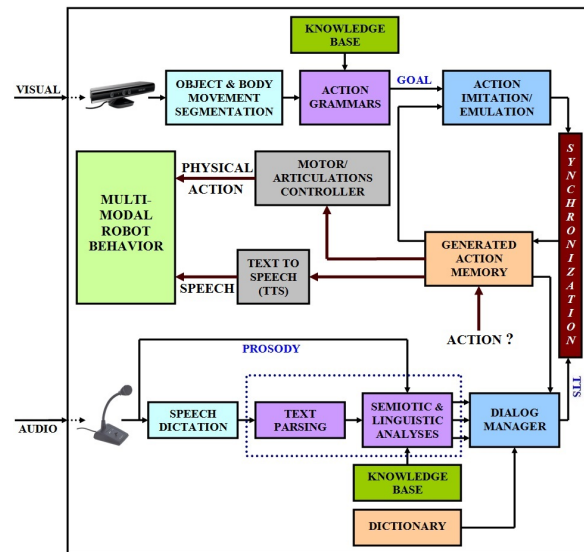 KNOWLEDGE
BASE
VISUAL
OBJECT & BODY
MOVEMENT
SEGMENTATION
ACTION
GRAMMARS
GOAL
ACTION
IMITATION/
EMULATION
SYNCHRONIZATION
MULTI-
MODAL
ROBOT
BEHAVIOR
PHYSICAL
ACTION
MOTOR/
ARTICULATIONS
CONTROLLER
GENERATED
ACTION
MEMORY
SPEECH
TEXT TO
SPEECH
(TTS)
ACTION ?
PROSODY
TTS
AUDIO
SPEECH
DICTATION
TEXT
PARSING
SEMIOTIC &
LINGUISTIC
ANALYSES
DIALOG
MANAGER
KNOWLEDGE
BASE
DICTIONARY